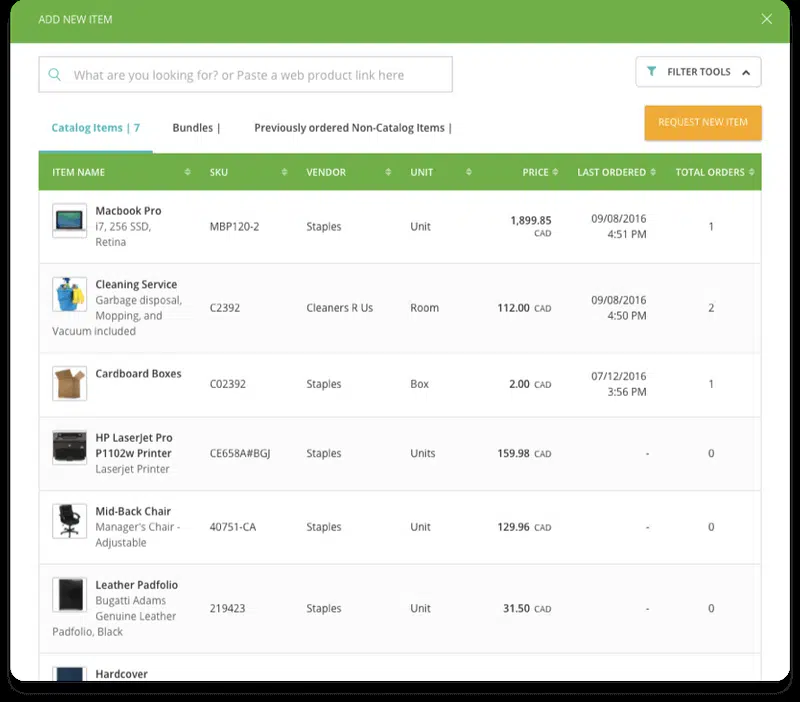 ADD NEW ITEM
What are you looking for? or Paste a web product link here
FILTER TOOLS
Catalog Items | 7
Bundles |
Previously ordered Non-Catalog Items |
REQUEST NEW ITEM
ITEM NAME SKU VENDOR UNIT PRICE LAST ORDERED TOTAL ORDERS
Macbook Pro
i7, 256 SSD,
Retina
MBP120-2 Staples Unit
1,899.85
CAD
09/08/2016
4:51 PM
1
Cleaning Service
Garbage disposal,
Mopping, and
Vacuum included
C2392 Cleaners R Us Room 112.00 CAD
09/08/2016
4:50 PM
2
Cardboard Boxes
C02392 Staples Box 2.00 CAD
07/12/2016
3:56 PM
1
HP LaserJet Pro
P1102w Printer
Laserjet Printer
CE658A#BGJ Staples Units 159.98 CAD - 0
Mid-Back Chair
Manager's Chair -
Adjustable
40751-CA Staples Unit 129.96 CAD - 0
Leather Padfolio
Bugatti Adams
Genuine Leather
Padfolio, Black
219423 Staples Unit 31.50 CAD - 0
Hardcover